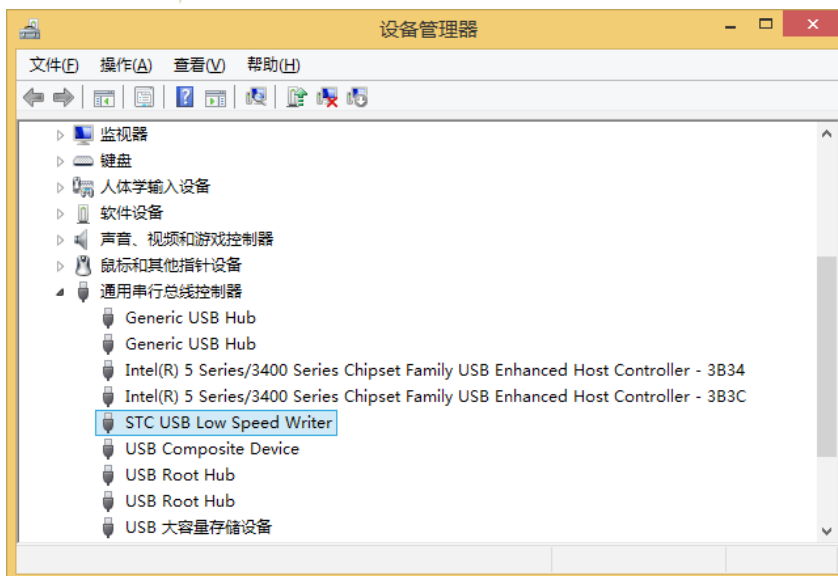 设备管理器
文件(F) 操作(A) 查看(V) 帮助(H)
监视器
键盘
人体学输入设备
软件设备
声音、视频和游戏控制器
鼠标和其他指针设备
通用串行总线控制器
Generic USB Hub
Generic USB Hub
Intel(R) 5 Series/3400 Series Chipset Family USB Enhanced Host Controller - 3B34
Intel(R) 5 Series/3400 Series Chipset Family USB Enhanced Host Controller - 3B3C
STC USB Low Speed Writer
USB Composite Device
USB Root Hub
USB Root Hub
USB 大容量存储设备